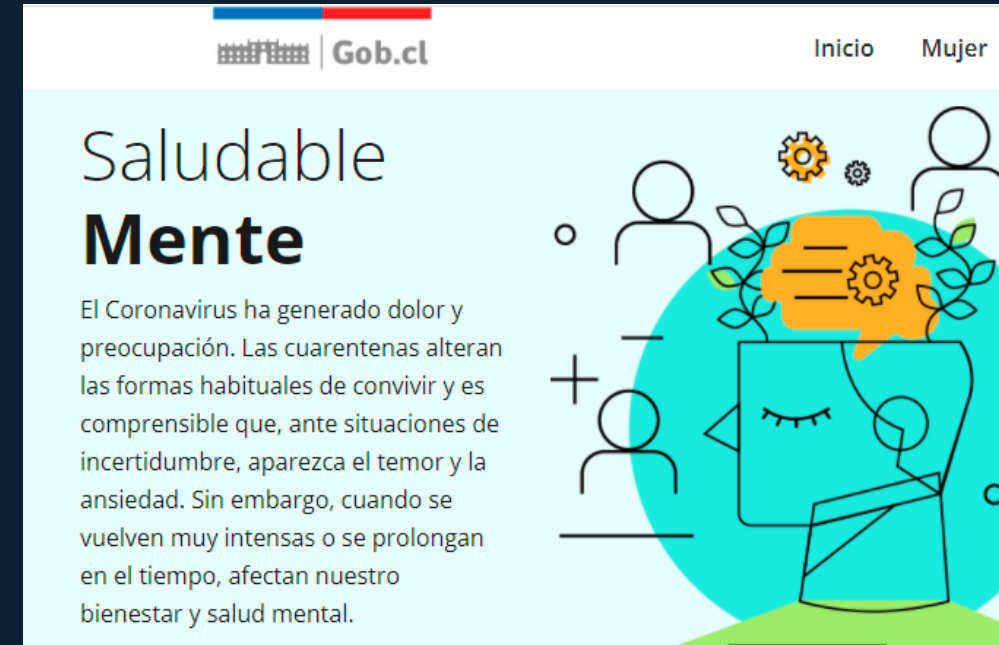 Gob.cl
Inicio Mujer
Saludable
Mente
El Coronavirus ha generado dolor y
preocupación. Las cuarentenas alteran
las formas habituales de convivir y es
comprensible que, ante situaciones de
incertidumbre, aparezca el temor y la
ansiedad. Sin embargo, cuando se
vuelven muy intensas o se prolongan
en el tiempo, afectan nuestro
bienestar y salud mental.